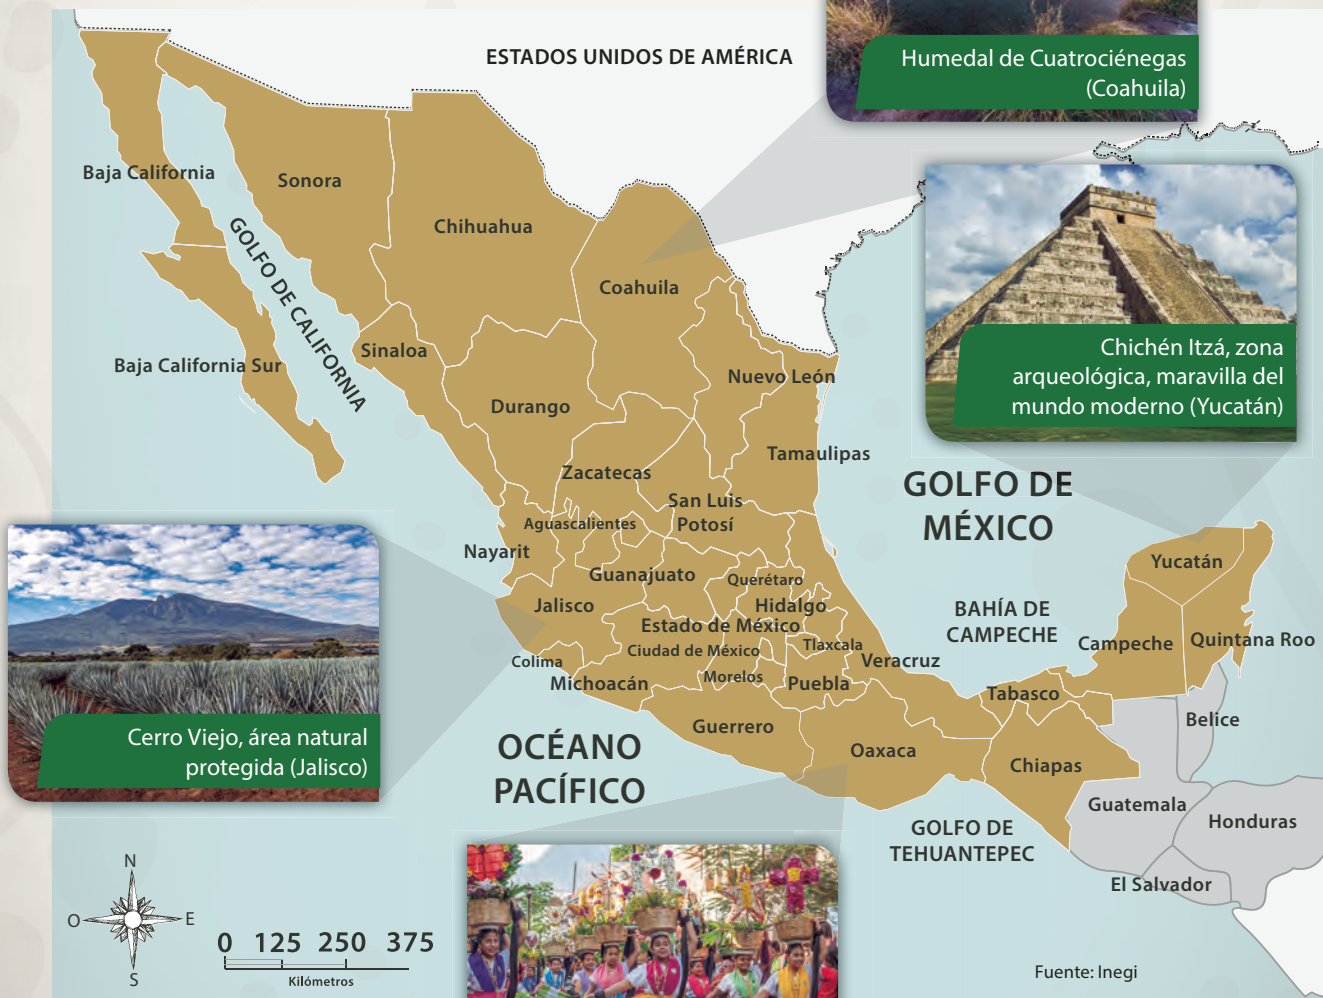 ESTADOS UNIDOS DE AMÉRICA
Humedal de Cuatrociénegas
(Coahuila)
Baja California
Sonora
Chihuahua
Coahuila
GOLFO DE CALIFORNIA
Baja California Sur
Sinaloa
Durango
Nuevo León
Tamaulipas
Zacatecas
San Luis
Potosí
Aguascalientes
Nayarit
Chichén Itzá, zona
arqueológica, maravilla del
mundo moderno (Yucatán)
GOLFO DE
MÉXICO
Guanajuato
Querétaro
Jalisco
Hidalgo
Estado de México
Ciudad de México
Tlaxcala
Colima
Michoacán
Morelos
Puebla
Veracruz
BAHÍA DE
CAMPECHE
Yucatán
Campeche
Quintana Roo
Tabasco
Guerrero
Oaxaca
Chiapas
Belice
Guatemala
Honduras
El Salvador
Cerro Viejo, área natural
protegida (Jalisco)
OCÉANO
PACÍFICO
GOLFO DE
TEHUANTEPEC
N
O
E
S
0 125 250 375
Kilómetros
Fuente: Inegi